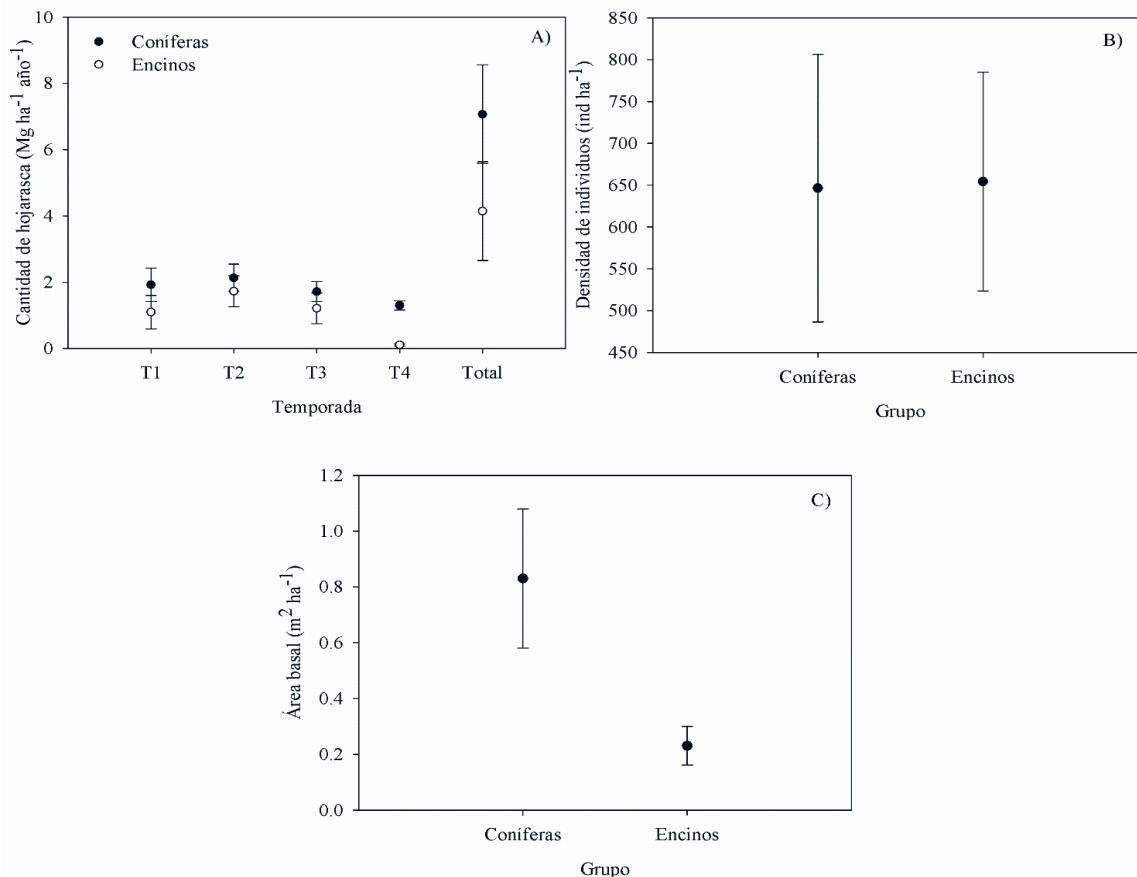 A)
Coníferas
Encinos
Cantidad de hojarasca (Mg ha-1 año-1)
10
8
6
4
2
0
T1 T2 T3 T4 Total
Temporada
B)
Densidad de individuos (ind ha-1)
850
800
750
700
650
600
550
500
450
Coníferas Encinos
Grupo
C)
Área basal (m2 ha-1)
1.2
1.0
0.8
0.6
0.4
0.2
0.0
Coníferas Encinos
Grupo